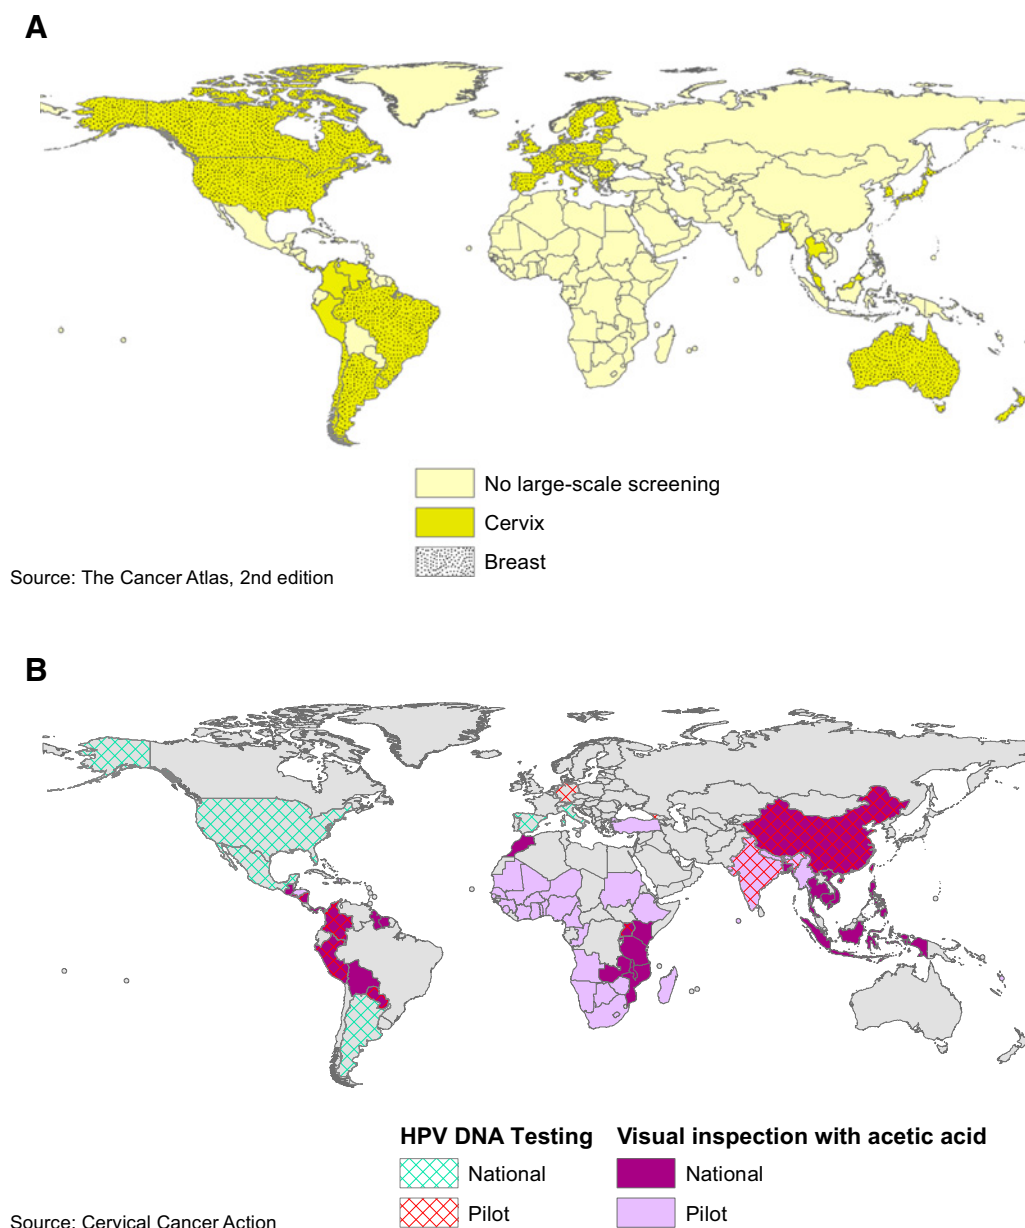 A
No large-scale screening
Cervix
Breast
Source: The Cancer Atlas, 2nd edition
B
HPV DNA Testing Visual inspection with acetic acid
National National
Pilot Pilot
Source: Cervical Cancer Action